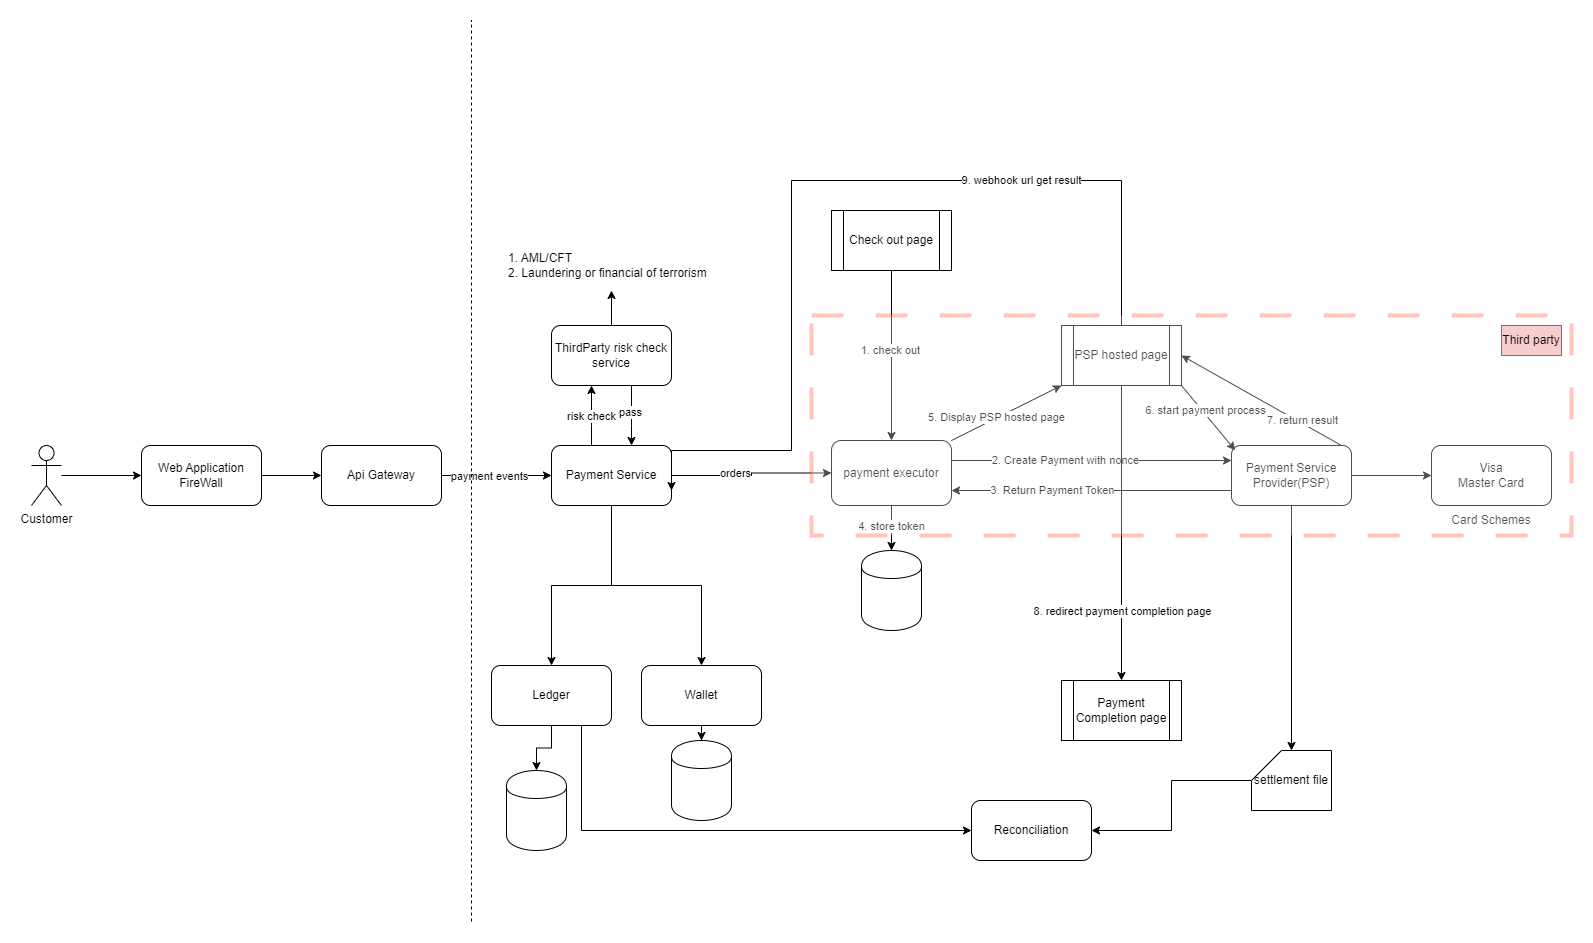 9. webhook url get result
Check out page
1. AML/CFT
2. Laundering or financial of terrorism
ThirdParty risk check
service
1. check out
PSP hosted page
Third party
risk check
pass
5. Display PSP hosted page
6. start payment process
7. return result
Customer
Web Application
FireWall
Api Gateway
payment events
Payment Service
orders
payment executor
2. Create Payment with nonce
3. Return Payment Token
Payment Service
Provider(PSP)
Visa
Master Card
Card Schemes
4. store token
8. redirect payment completion page
Ledger
Wallet
Payment
Completion page
settlement file
Reconciliation